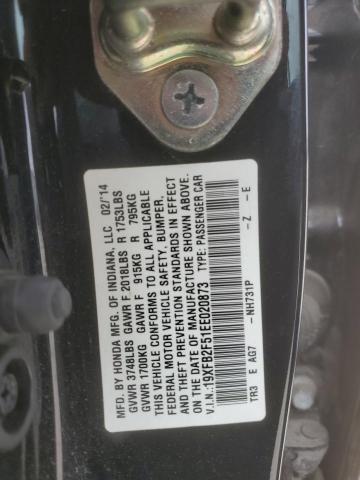 MFD. BY HONDA MFG. OF INDIANA, LLC 02/'14
GVWR 3748LBS GAWR F 2018LBS R 1753LBS
GVWR 1700KG GAWR F 915KG R 795KG
THIS VEHICLE CONFORMS TO ALL APPLICABLE
FEDERAL MOTOR VEHICLE SAFETY, BUMPER,
AND THEFT PREVENTION STANDARDS IN EFFECT
ON THE DATE OF MANUFACTURE SHOWN ABOVE.
V.I.N.:19XFB2F51EE020873 TYPE: PASSENGER CAR
TR3 E AG7 -NH731P -Z -E